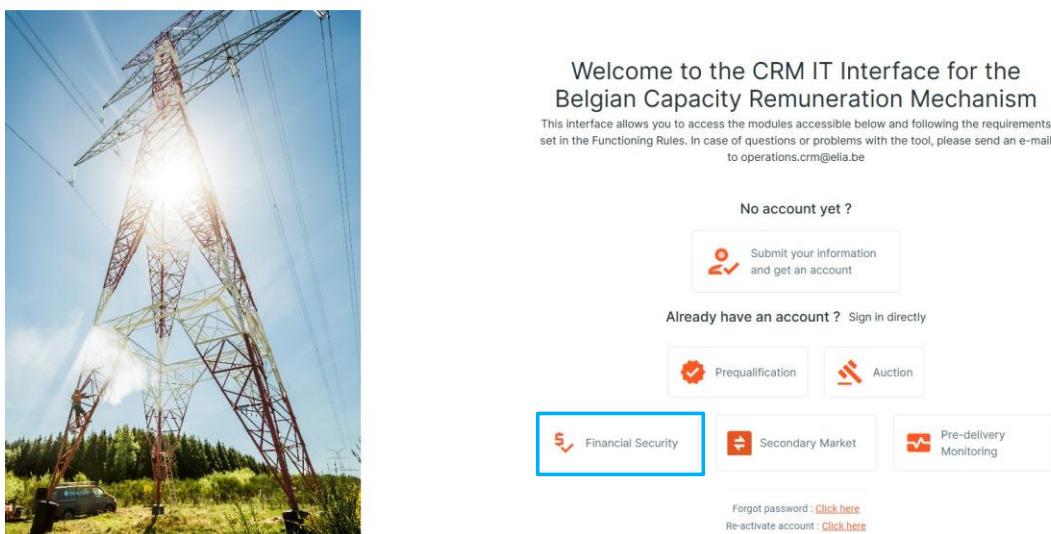 Welcome to the CRM IT Interface for the
Belgian Capacity Remuneration Mechanism
This interface allows you to access the modules accessible below and following the requirements
set in the Functioning Rules. In case of questions or problems with the tool, please send an e-mail
to operations.crm@elia.be
No account yet ?
Submit your information
and get an account
Already have an account ? Sign in directly
Prequalification
Auction
Financial Security
Secondary Market
Pre-delivery
Monitoring
Forgot password : Click here
Re-activate account : Click here